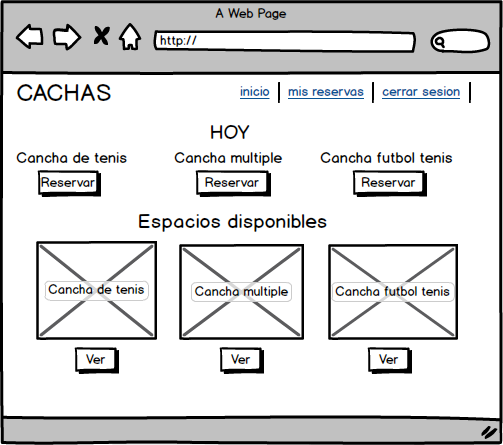 A Web Page
http://
CACHAS
inicio mis reservas cerrar sesion
HOY
Cancha de tenis Cancha multiple Cancha futbol tenis
Reservar Reservar Reservar
Espacios disponibles
Cancha de tenis Cancha multiple Cancha futbol tenis
Ver Ver Ver